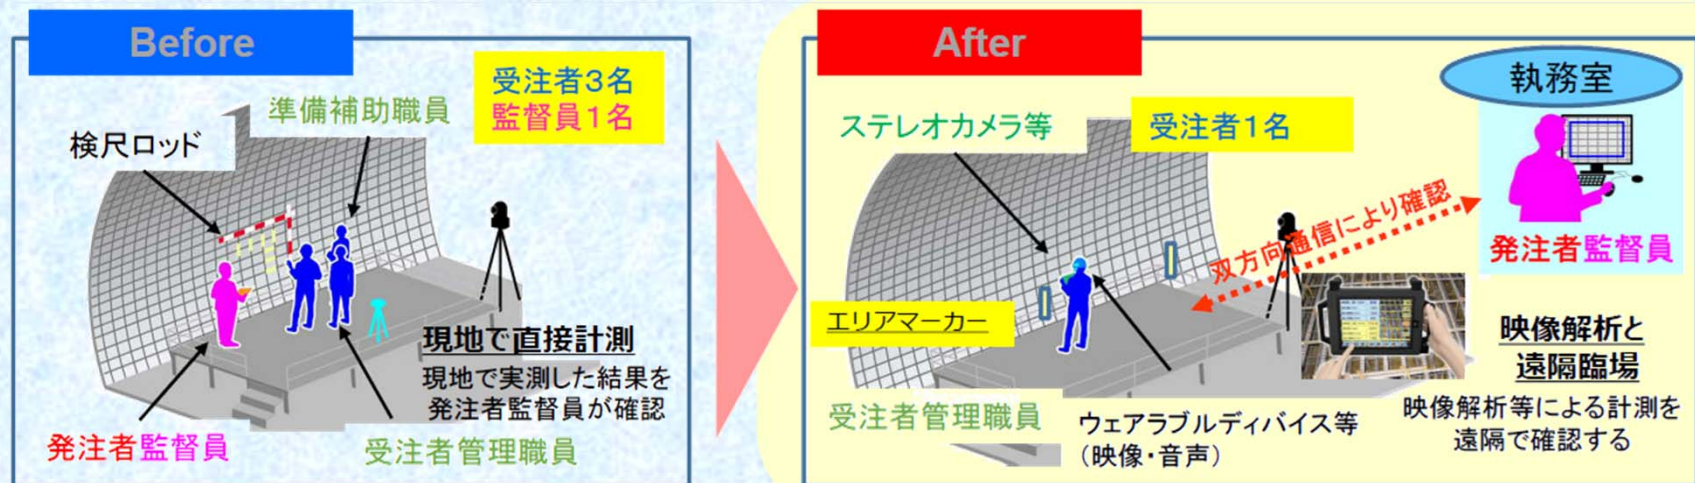 Before
受注者３名
監督員１名
準備補助職員
検尺ロッド
現地で直接計測
現地で実測した結果を
発注者監督員が確認
発注者監督員
受注者管理職員
After
執務室
ステレオカメラ等
受注者１名
双方向通信により確認
発注者監督員
エリアマーカー
映像解析と
遠隔臨場
受注者管理職員
ウェアラブルディバイス等
（映像・音声）
映像解析等による計測を
遠隔で確認する